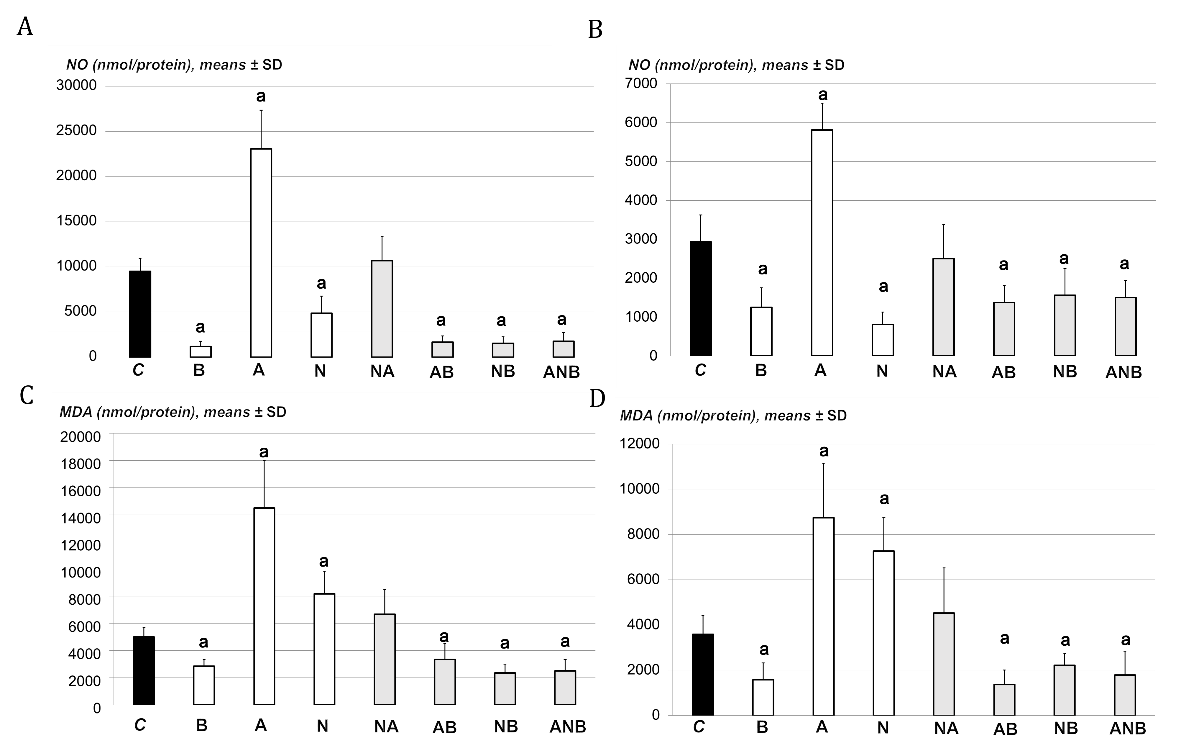 A
NO (nmol/protein), means ± SD
30000
25000
20000
15000
10000
5000
0
a
a
a
a
a
a
C B A N NA AB NB ANB
B
NO (nmol/protein), means ± SD
7000
6000
5000
4000
3000
2000
1000
0
a
a
a
a
a
a
C B A N NA AB NB ANB
C
MDA (nmol/protein), means ± SD
20000
18000
16000
14000
12000
10000
8000
6000
4000
2000
0
a
a
a
a
a
a
C B A N NA AB NB ANB
D
MDA (nmol/protein), means ± SD
12000
10000
8000
6000
4000
2000
0
a
a
a
a
a
a
C B A N NA AB NB ANB